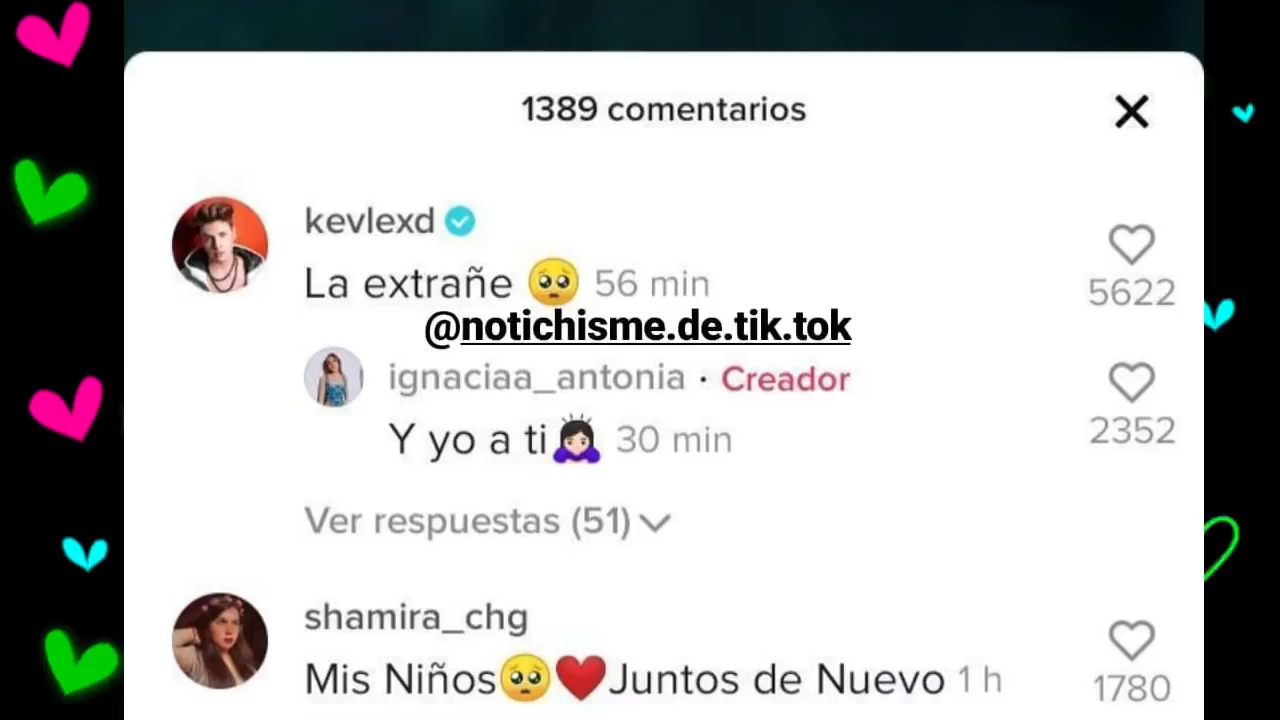 1389 comentarios
kevlexd
La extrañe 🥺 56 min
@notichisme.de.tik.tok
ignaciaa_antonia · Creador
Y yo a ti🙇🏻‍♀️ 30 min
Ver respuestas (51)
shamira_chg
Mis Niños🥺❤️Juntos de Nuevo 1 h
5622
2352
1780